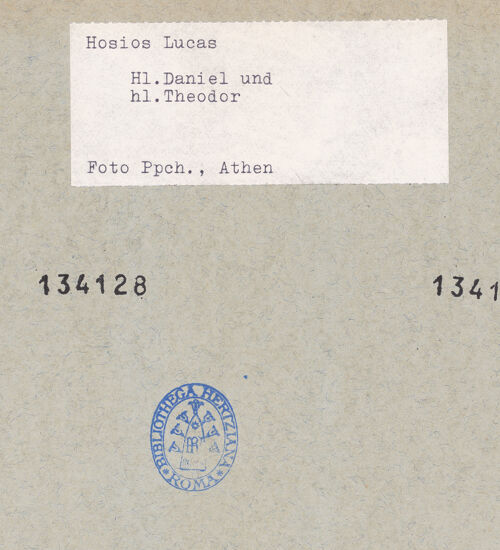 Hosios Lucas
Hl.Daniel und
hl.Theodor
Foto Ppch., Athen
134128
1341
BIBLIOTHECA HERTZIANA
ROMA